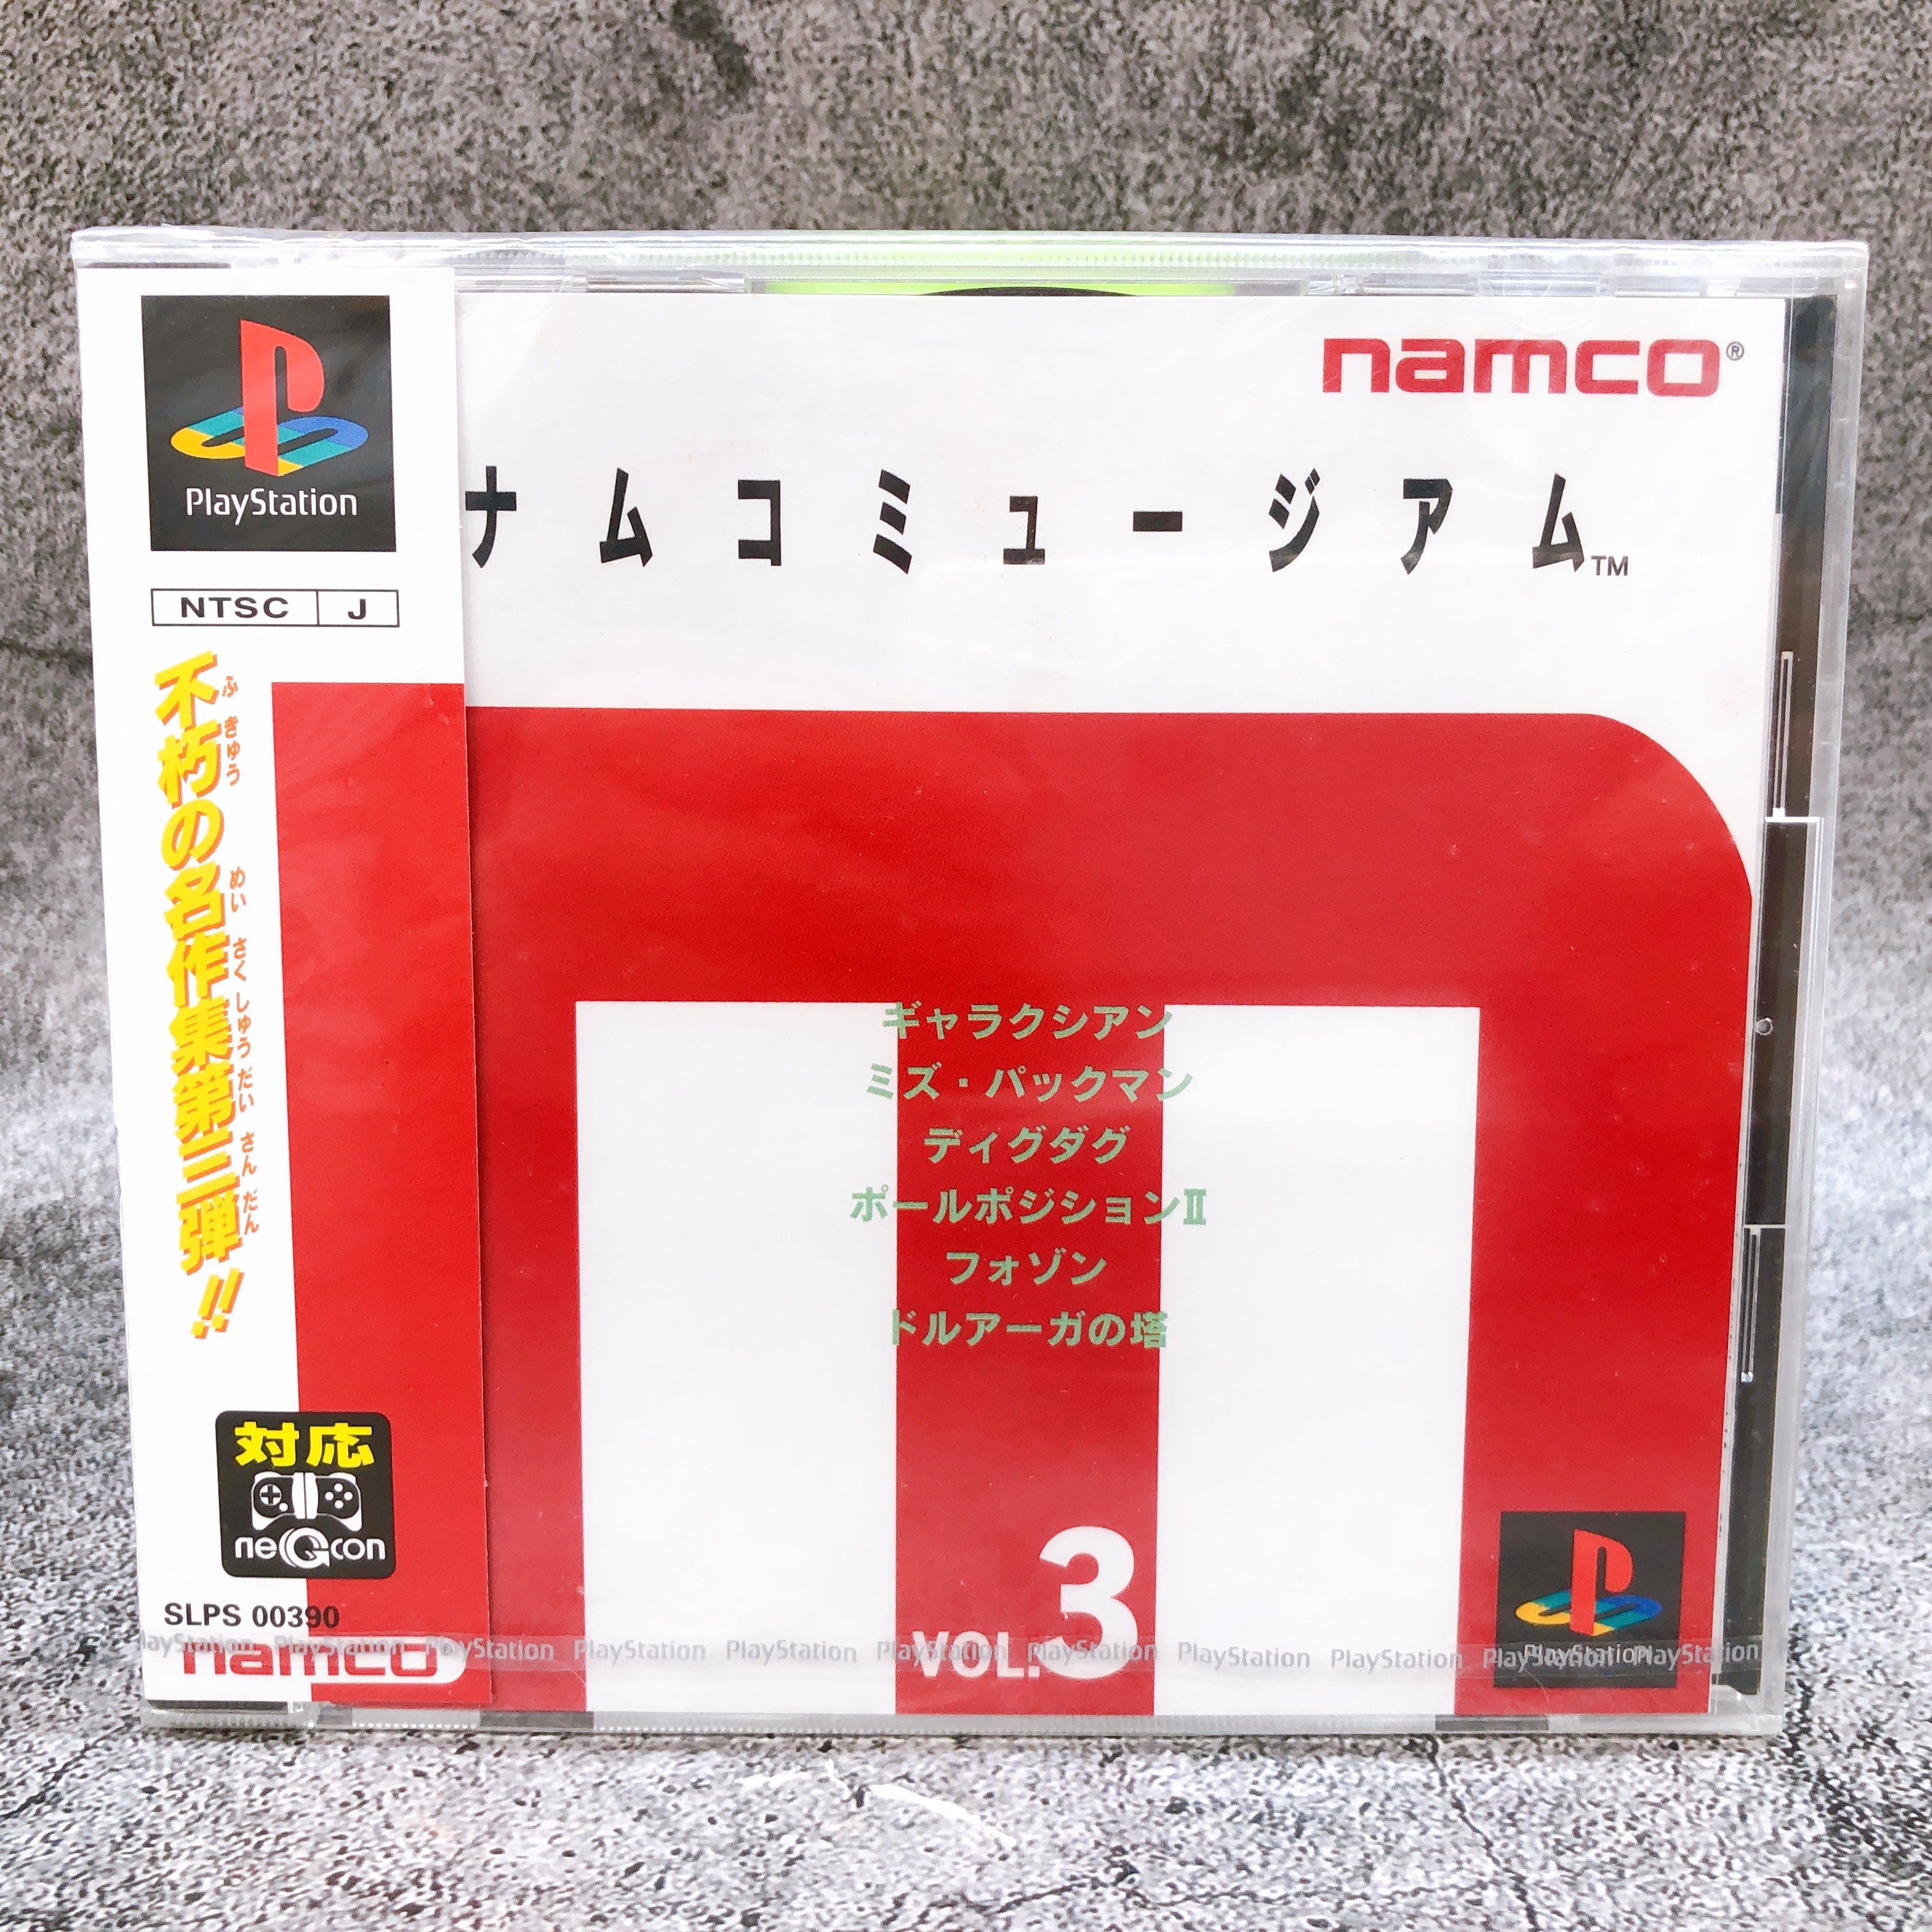 PlayStation
NTSC J
不朽の名作集第三弾!!
ふきゅう めいさくしゅうだいさんだん
対応
neGcon
SLPS 00390
namco
namco®
ナムコミュージアム™
ギャラクシアン
ミズ・パックマン
ディグダグ
ポールポジションⅡ
フォゾン
ドルアーガの塔
VOL.3
PlayStation
PlayStation PlayStation PlayStation PlayStation PlayStation PlayStation PlayStation PlayStation PlayStation PlayStation PlayStation